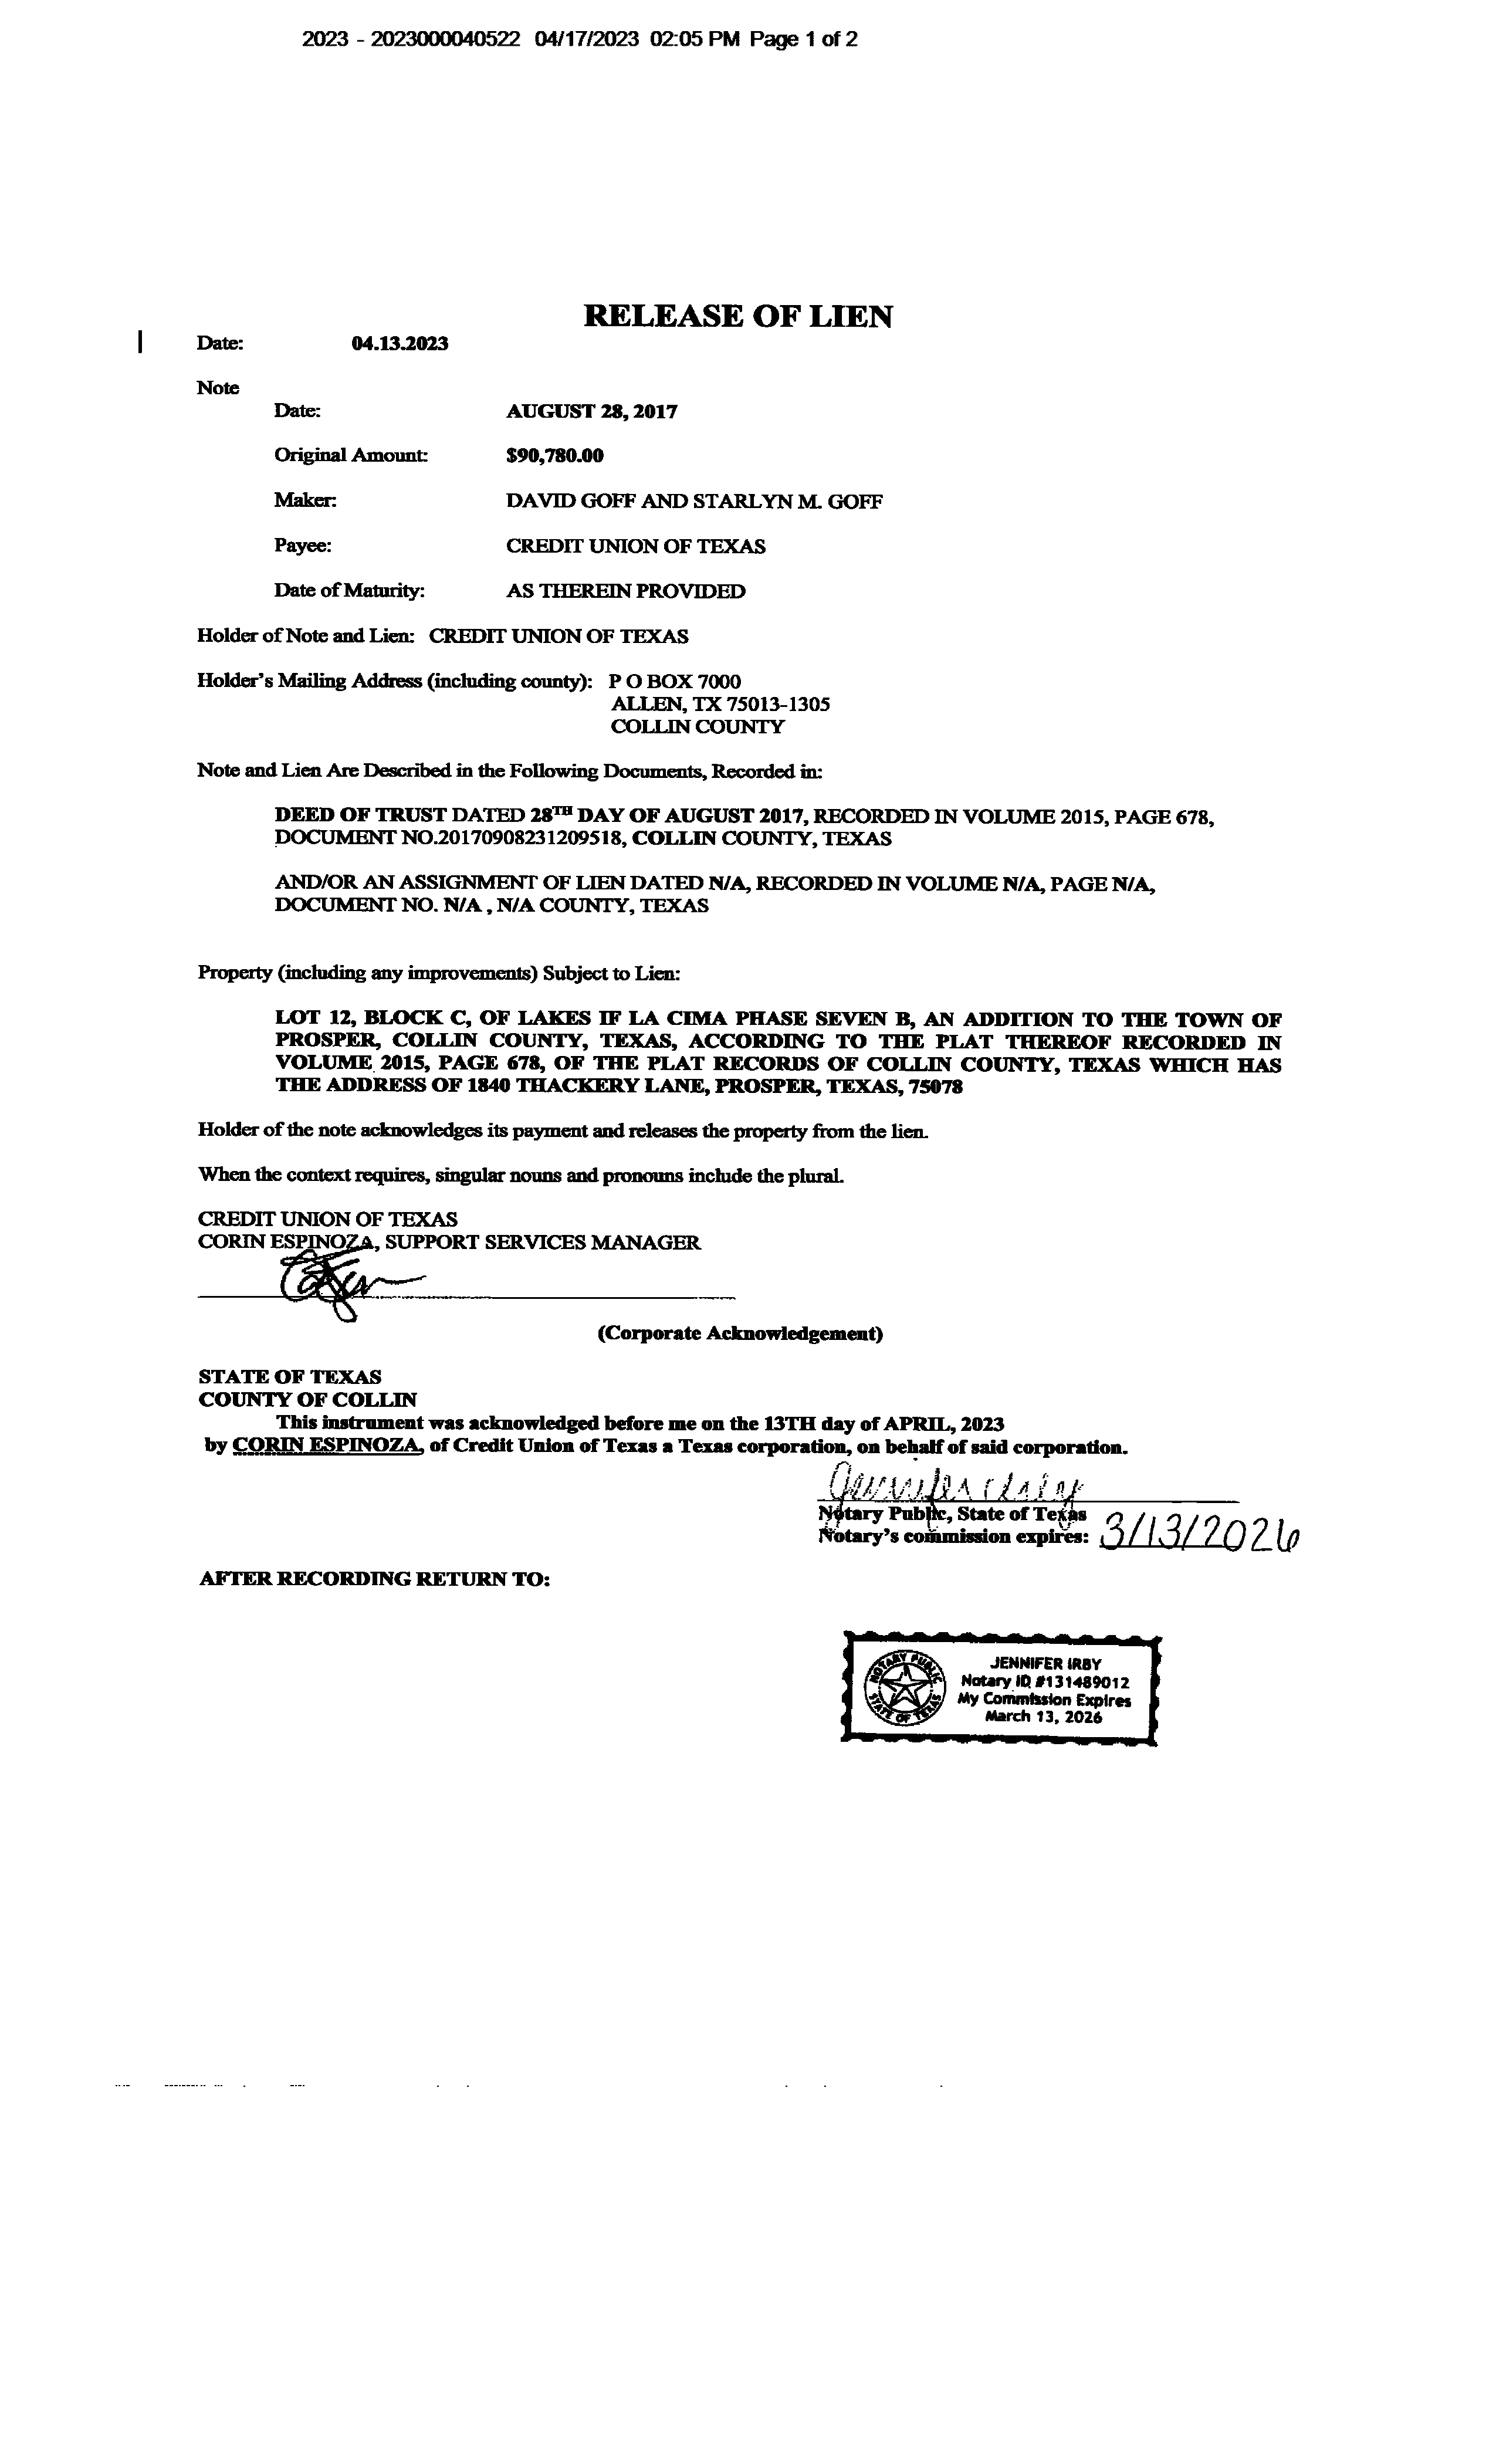 2023 - 2023000040522 04/17/2023 02:05 PM Page 1 of 2
RELEASE OF LIEN
Date: 04.13.2023
Note
Date: AUGUST 28, 2017
Original Amount: $90,780.00
Maker: DAVID GOFF AND STARLYN M. GOFF
Payee: CREDIT UNION OF TEXAS
Date of Maturity: AS THEREIN PROVIDED
Holder of Note and Lien: CREDIT UNION OF TEXAS
Holder's Mailing Address (including county): P O BOX 7000
ALLEN, TX 75013-1305
COLLIN COUNTY
Note and Lien Are Described in the Following Documents, Recorded in:
DEED OF TRUST DATED 28TH DAY OF AUGUST 2017, RECORDED IN VOLUME 2015, PAGE 678,
DOCUMENT NO.20170908231209518, COLLIN COUNTY, TEXAS
AND/OR AN ASSIGNMENT OF LIEN DATED N/A, RECORDED IN VOLUME N/A, PAGE N/A,
DOCUMENT NO. N/A , N/A COUNTY, TEXAS
Property (including any improvements) Subject to Lien:
LOT 12, BLOCK C, OF LAKES IF LA CIMA PHASE SEVEN B, AN ADDITION TO THE TOWN OF
PROSPER, COLLIN COUNTY, TEXAS, ACCORDING TO THE PLAT THEREOF RECORDED IN
VOLUME 2015, PAGE 678, OF THE PLAT RECORDS OF COLLIN COUNTY, TEXAS WHICH HAS
THE ADDRESS OF 1840 THACKERY LANE, PROSPER, TEXAS, 75078
Holder of the note acknowledges its payment and releases the property from the lien.
When the context requires, singular nouns and pronouns include the plural.
CREDIT UNION OF TEXAS
CORIN ESPINOZA, SUPPORT SERVICES MANAGER
(Corporate Acknowledgement)
STATE OF TEXAS
COUNTY OF COLLIN
This instrument was acknowledged before me on the 13TH day of APRIL, 2023
by CORIN ESPINOZA, of Credit Union of Texas a Texas corporation, on behalf of said corporation.
Jennifer Irby
Notary Public, State of Texas
Notary's commission expires: 3/13/2026
AFTER RECORDING RETURN TO:
NOTARY PUBLIC
STATE OF TEXAS
JENNIFER IRBY
Notary ID #131489012
My Commission Expires
March 13, 2026